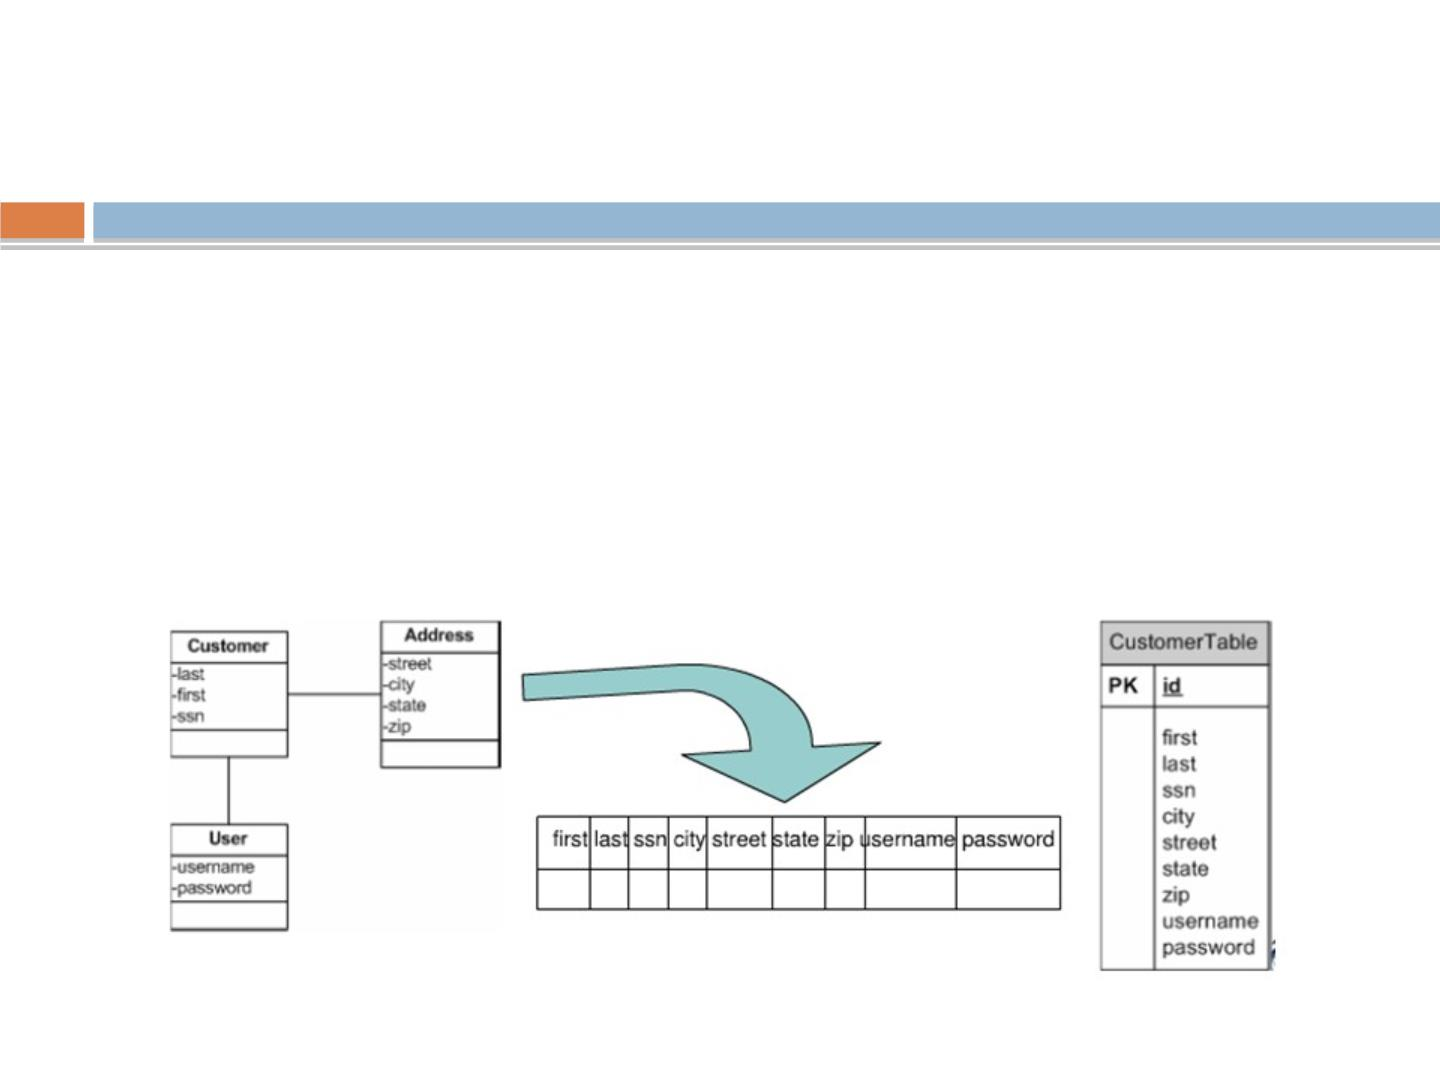 Customer
-last
-first
-ssn
Address
-street
-city
-state
-zip
User
-username
-password
first last ssn city street state zip username password
CustomerTable
PK id
first
last
ssn
city
street
state
zip
username
password